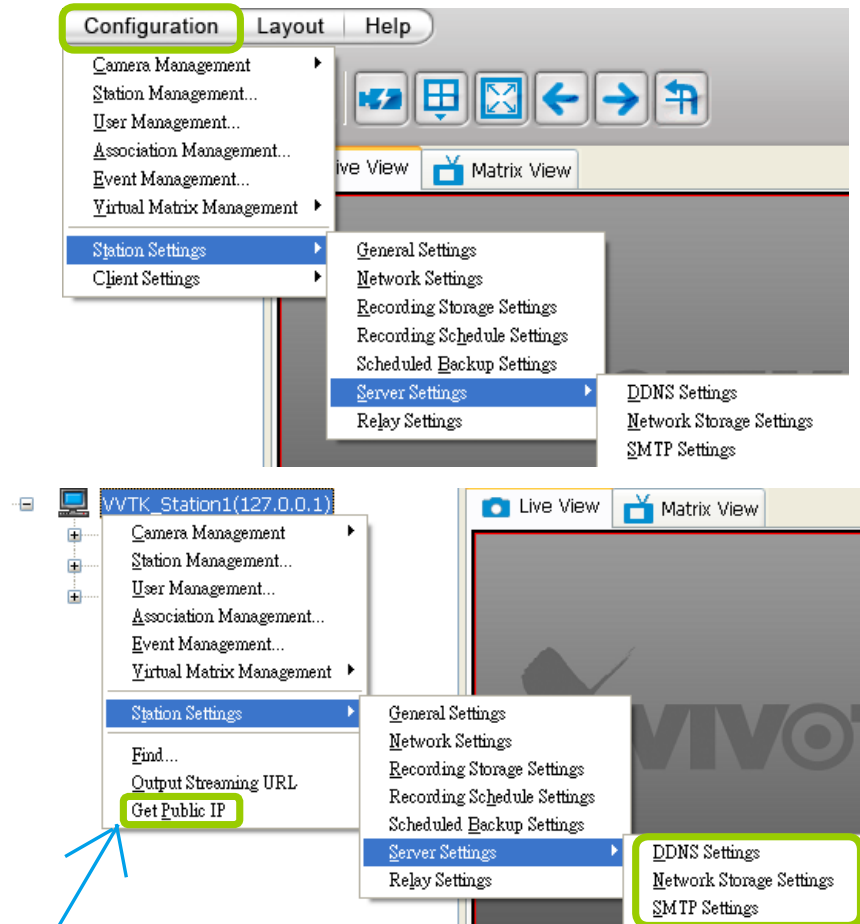 Configuration Layout Help
Camera Management
Station Management...
User Management...
Association Management...
Event Management...
Virtual Matrix Management
Station Settings
Client Settings
ive View Matrix View
General Settings
Network Settings
Recording Storage Settings
Recording Schedule Settings
Scheduled Backup Settings
Server Settings
Relay Settings
DDNS Settings
Network Storage Settings
SMTP Settings
VVTK_Station1(127.0.0.1)
Live View Matrix View
Camera Management
Station Management...
User Management...
Association Management...
Event Management...
Virtual Matrix Management
Station Settings
Find...
Output Streaming URL
Get Public IP
General Settings
Network Settings
Recording Storage Settings
Recording Schedule Settings
Scheduled Backup Settings
Server Settings
Relay Settings
DDNS Settings
Network Storage Settings
SMTP Settings
VIVO